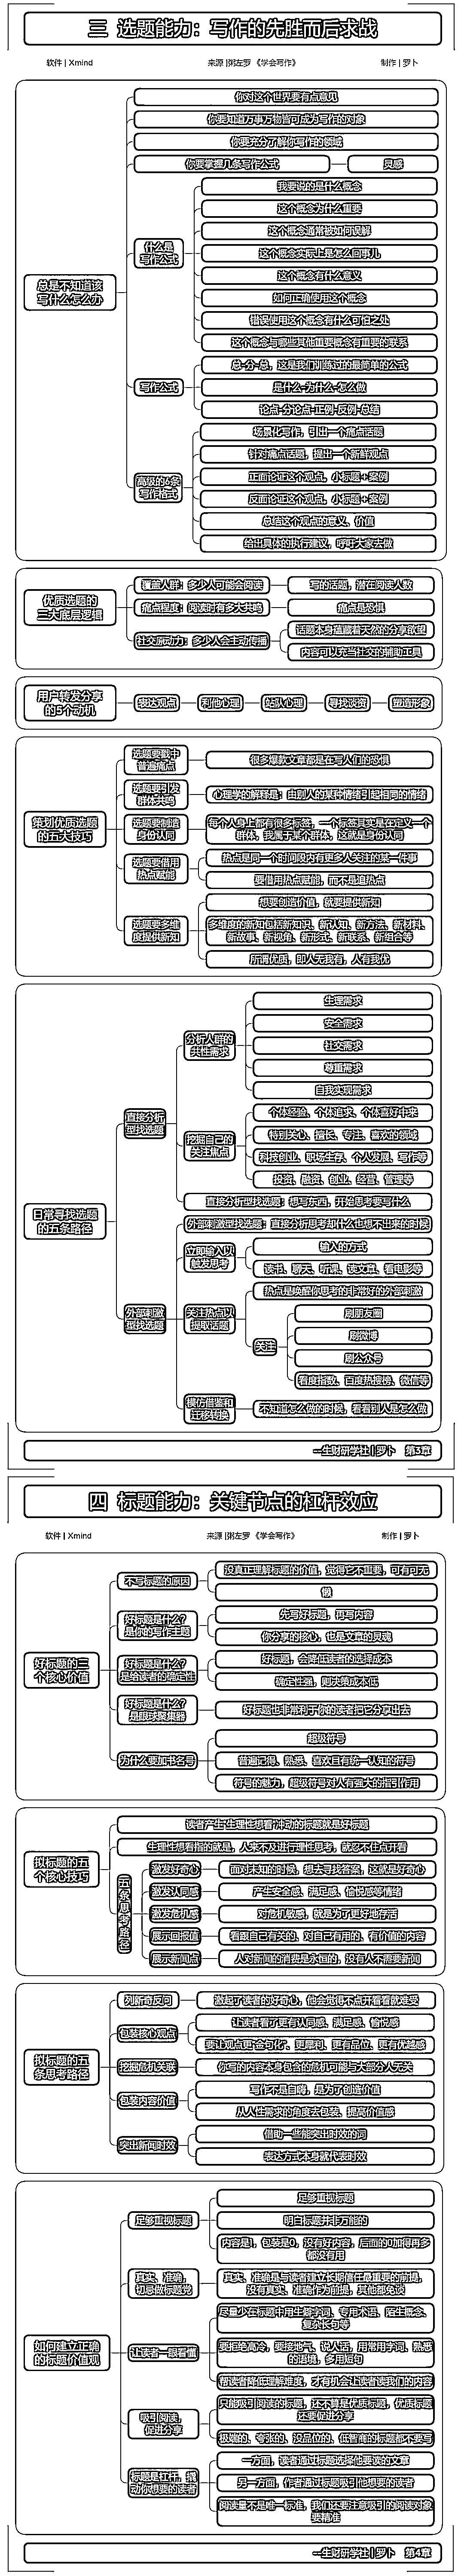 三 选题能力：写作的先胜而后求战
软件 | Xmind
来源 |粥左罗 《学会写作》
制作 | 罗卜
总是不知道该
写什么怎么办
你对这个世界要有点意见
你要知道万事万物皆可成为写作的对象
你要充分了解你写作的领域
你要掌握几条写作公式
灵感
什么是
写作公式
我要说的是什么概念
这个概念为什么重要
这个概念通常被如何误解
这个概念实际上是怎么回事儿
这个概念有什么意义
如何正确使用这个概念
错误使用这个概念有什么可怕之处
这个概念与哪些其他重要概念有重要的联系
写作公式
总-分-总，这是我们训练过的最简单的公式
是什么-为什么-怎么做
论点-分论点-正例-反例-总结
高级的6条
写作格式
场景化写作，引出一个痛点话题
针对痛点话题，提出一个新鲜观点
正面论证这个观点，小标题+案例
反面论证这个观点，小标题+案例
总结这个观点的意义、价值
给出具体的执行建议，呼吁大家去做
优质选题的
三大底层逻辑
覆盖人群：多少人可能会阅读
写的话题，潜在阅读人数
痛点程度：阅读时有多大共鸣
痛点是恐惧
社交原动力：多少人会主动传播
话题本身蕴藏着天然的分享欲望
内容可以充当社交的辅助工具
用户转发分享
的5个动机
表达观点
利他心理
站队心理
寻找谈资
塑造形象
策划优质选题
的五大技巧
选题要戳中
普遍痛点
很多爆款文章都是在写人们的恐惧
选题要引发
群体共鸣
心理学的解释是：由别人的某种情绪引起相同的情绪
选题要制造
身份认同
每个人身上都有很多标签，一个标签其实是在定义一个
群体，我属于某个群体，这就是身份认同
选题要借用
热点赋能
热点是同一个时间段内有更多人关注的某一件事
要借用热点赋能，而不是追热点
选题要多维
度提供新知
想要创造价值，就要提供新知
多维度的新知包括新知识、新认知、新方法、新材料、
新故事、新视角、新形式、新联系、新组合等
所谓优质，即人无我有，人有我优
日常寻找选题
的五条路径
直接分析
型找选题
分析人群的
共性需求
生理需求
安全需求
社交需求
尊重需求
自我实现需求
挖掘自己的
关注焦点
个体经验、个体追求、个体喜好中来
特别关心、擅长、专注、喜欢的领域
科技创业、职场生存、个人发展、写作等
投资、融资、创业、经营、管理等
直接分析型找选题：想写东西，开始思考要写什么
外部刺激
型找选题
外部刺激型找选题：直接分析思考却什么也想不出来的时候
立即输入以
触发思考
输入的方式
读书、聊天、听课、读文章、看电影等
关注热点以
提取话题
热点是唤醒你思考的非常好的外部刺激
关注
刷朋友圈
刷微博
刷公众号
看度指数、百度热搜榜、微信等
模仿借鉴和
迁移转换
不知道怎么做的时候，看看别人是怎么做
---生财研学社 | 罗卜 第3章
四 标题能力：关键节点的杠杆效应
软件 | Xmind
来源 |粥左罗 《学会写作》
制作 | 罗卜
好标题的三
个核心价值
不写标题的原因
没真正理解标题的价值，觉得它不重要，可有可无
懒
好标题是什么？
是你的写作主题
先写好标题，再写内容
你分享的核心，也是文章的灵魂
好标题是什么？
是给读者的确定性
好标题，会降低读者的选择成本
确定性强，则决策成本低
好标题是什么？
是眼球聚集器
好标题也非常利于你的读者把它分享出去
为什么要加书名号
超级符号
普遍记得、熟悉、喜欢且有统一认知的符号
符号的魅力，超级符号对人有强大的指引作用
拟标题的五
个核心技巧
读者产生“生理性想看”冲动的标题就是好标题
生理性想看指的就是，人来不及进行理性思考，就忍不住点开看
五条思考路径
激发好奇心
面对未知的时候，想去寻找答案，这就是好奇心
激发认同感
产生安全感、满足感、愉悦感等情绪
激发危机感
对危机敏感，就是为了更好地存活
展示回报值
看跟自己有关的、对自己有用的、有价值的内容
展示新闻点
人对新闻的消费是永恒的，没有人不需要新闻
拟标题的五
条思考路径
列新奇反问
激起了读者的好奇心，他会觉得不点开看看就难受
包装核心观点
让读者看了更有认同感、满足感、愉悦感
要让观点更“金句化”、更犀利、更有品位、更有优越感
挖掘危机关联
你写的内容本身包含的危机可能与大部分人无关
包装内容价值
写作不是自嗨，是为了创造价值
从人性需求的角度去包装、提高价值感
突出新闻时效
借助一些能突出时效的词
表达方式本身就代表时效
如何建立正确
的标题价值观
足够重视标题
足够重视标题
明白标题并非万能的
内容是1，包装是0，没有好内容，后面的0加得再多
都没有用
真实、准确，
切忌做标题党
真实、准确是与读者建立长期信任最重要的前提，
没有真实、准确作为前提，其他都免谈
让读者一眼看懂
尽量少在标题中用生僻字词、专用术语、陌生概念、
复杂长句等
要拒绝高冷，要接地气、说人话，用常用字词、熟悉
的语境，多用短句
帮读者降低理解难度，才有机会让读者读我们的内容
吸引阅读，
促进分享
只能吸引阅读的标题，还不算是优质标题，优质标题
还要促进分享
极端的、夸张的、没品位的、低智商的标题都不要写
标题是杠杆，撬
动你想要的读者
一方面，读者通过标题选择他要读的文章
另一方面，作者通过标题吸引他想要的读者
阅读量不是唯一标准，我们还要注意吸引的阅读对象
要精准
---生财研学社 | 罗卜 第4章